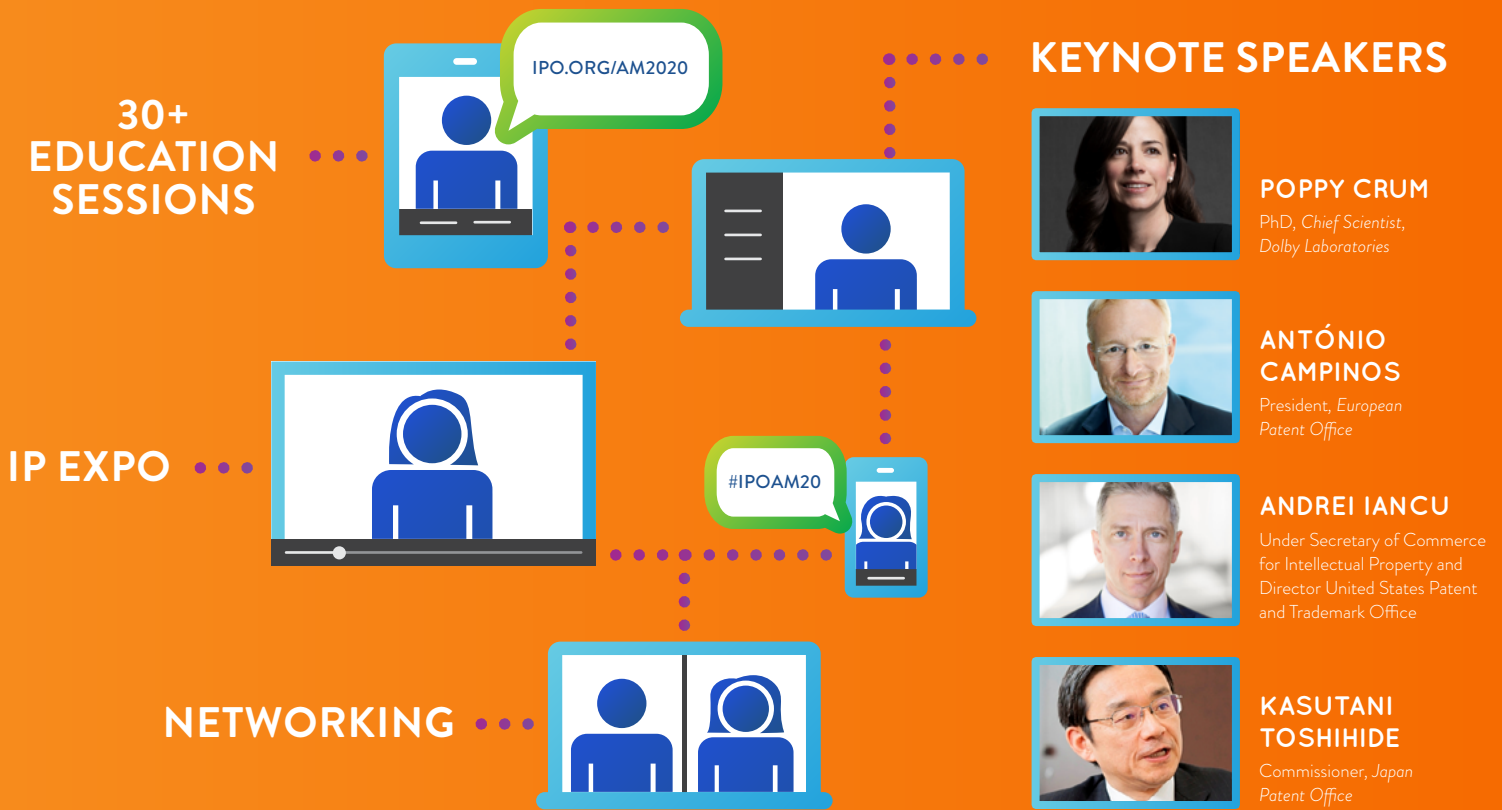 IPO.ORG/AM2020
30+
EDUCATION
SESSIONS
IP EXPO
#IPOAM20
NETWORKING
KEYNOTE SPEAKERS
POPPY CRUM
PhD, Chief Scientist,
Dolby Laboratories
ANTÓNIO
CAMPINOS
President, European
Patent Office
ANDREI IANCU
Under Secretary of Commerce
for Intellectual Property and
Director United States Patent
and Trademark Office
KASUTANI
TOSHIHIDE
Commissioner, Japan
Patent Office